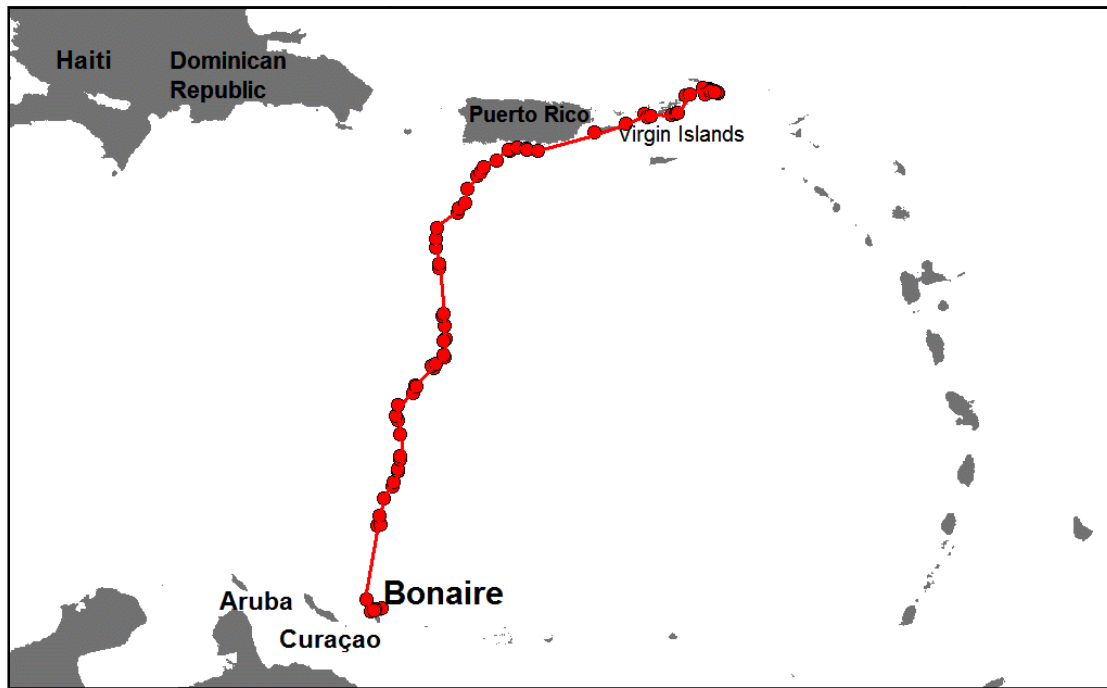 Haiti
Dominican
Republic
Puerto Rico
Virgin Islands
Bonaire
Aruba
Curaçao